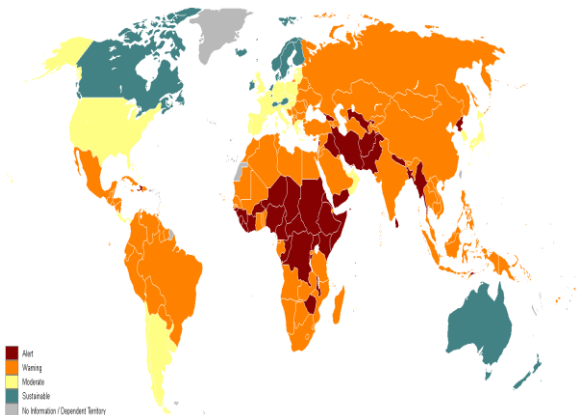 Alert
Warning
Moderate
Sustainable
No Information / Dependent Territory